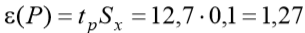 ε(P) = t_p S_x = 12,7 · 0,1 = 1,27